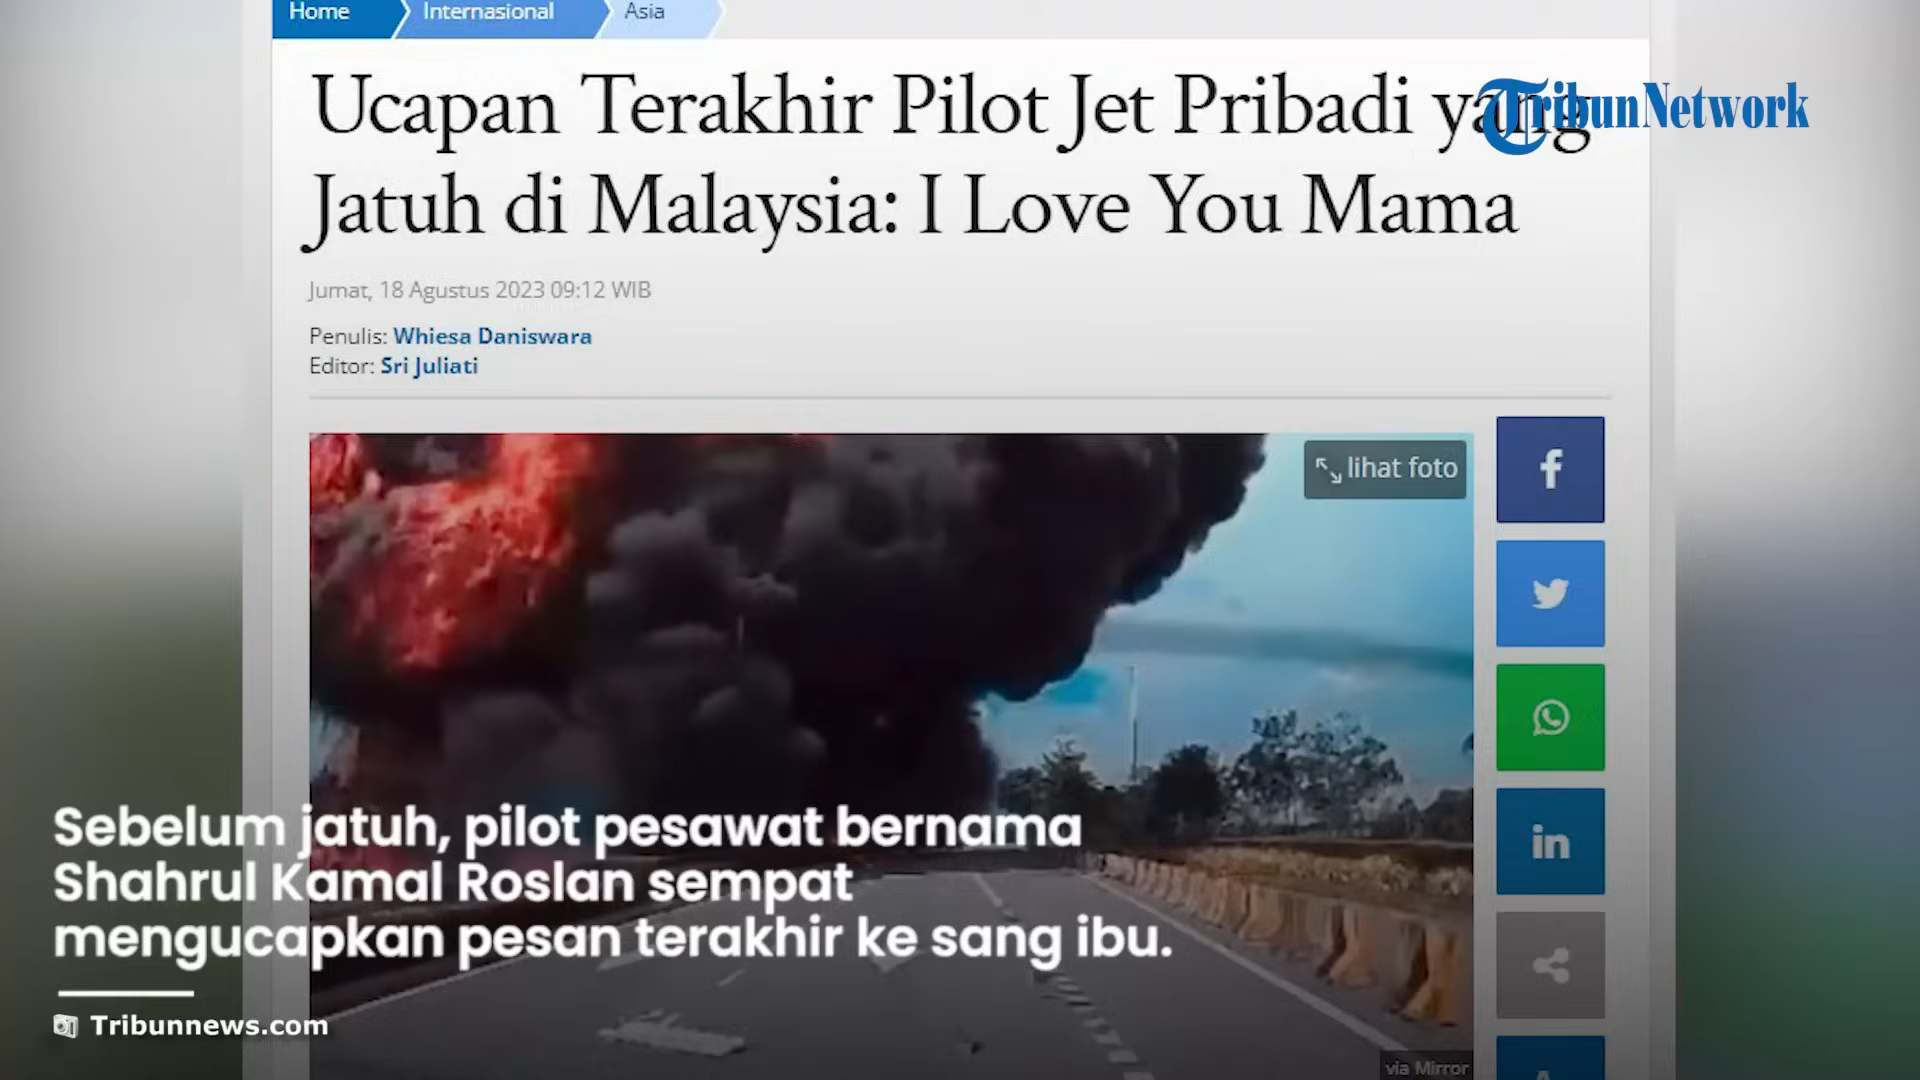 Home Internasional Asia
Ucapan Terakhir Pilot Jet Pribadi yang
TribunNetwork
Jatuh di Malaysia: I Love You Mama
Jumat, 18 Agustus 2023 09:12 WIB
Penulis: Whiesa Daniswara
Editor: Sri Juliati
lihat foto
Sebelum jatuh, pilot pesawat bernama
Shahrul Kamal Roslan sempat
mengucapkan pesan terakhir ke sang ibu.
Tribunnews.com
via Mirror